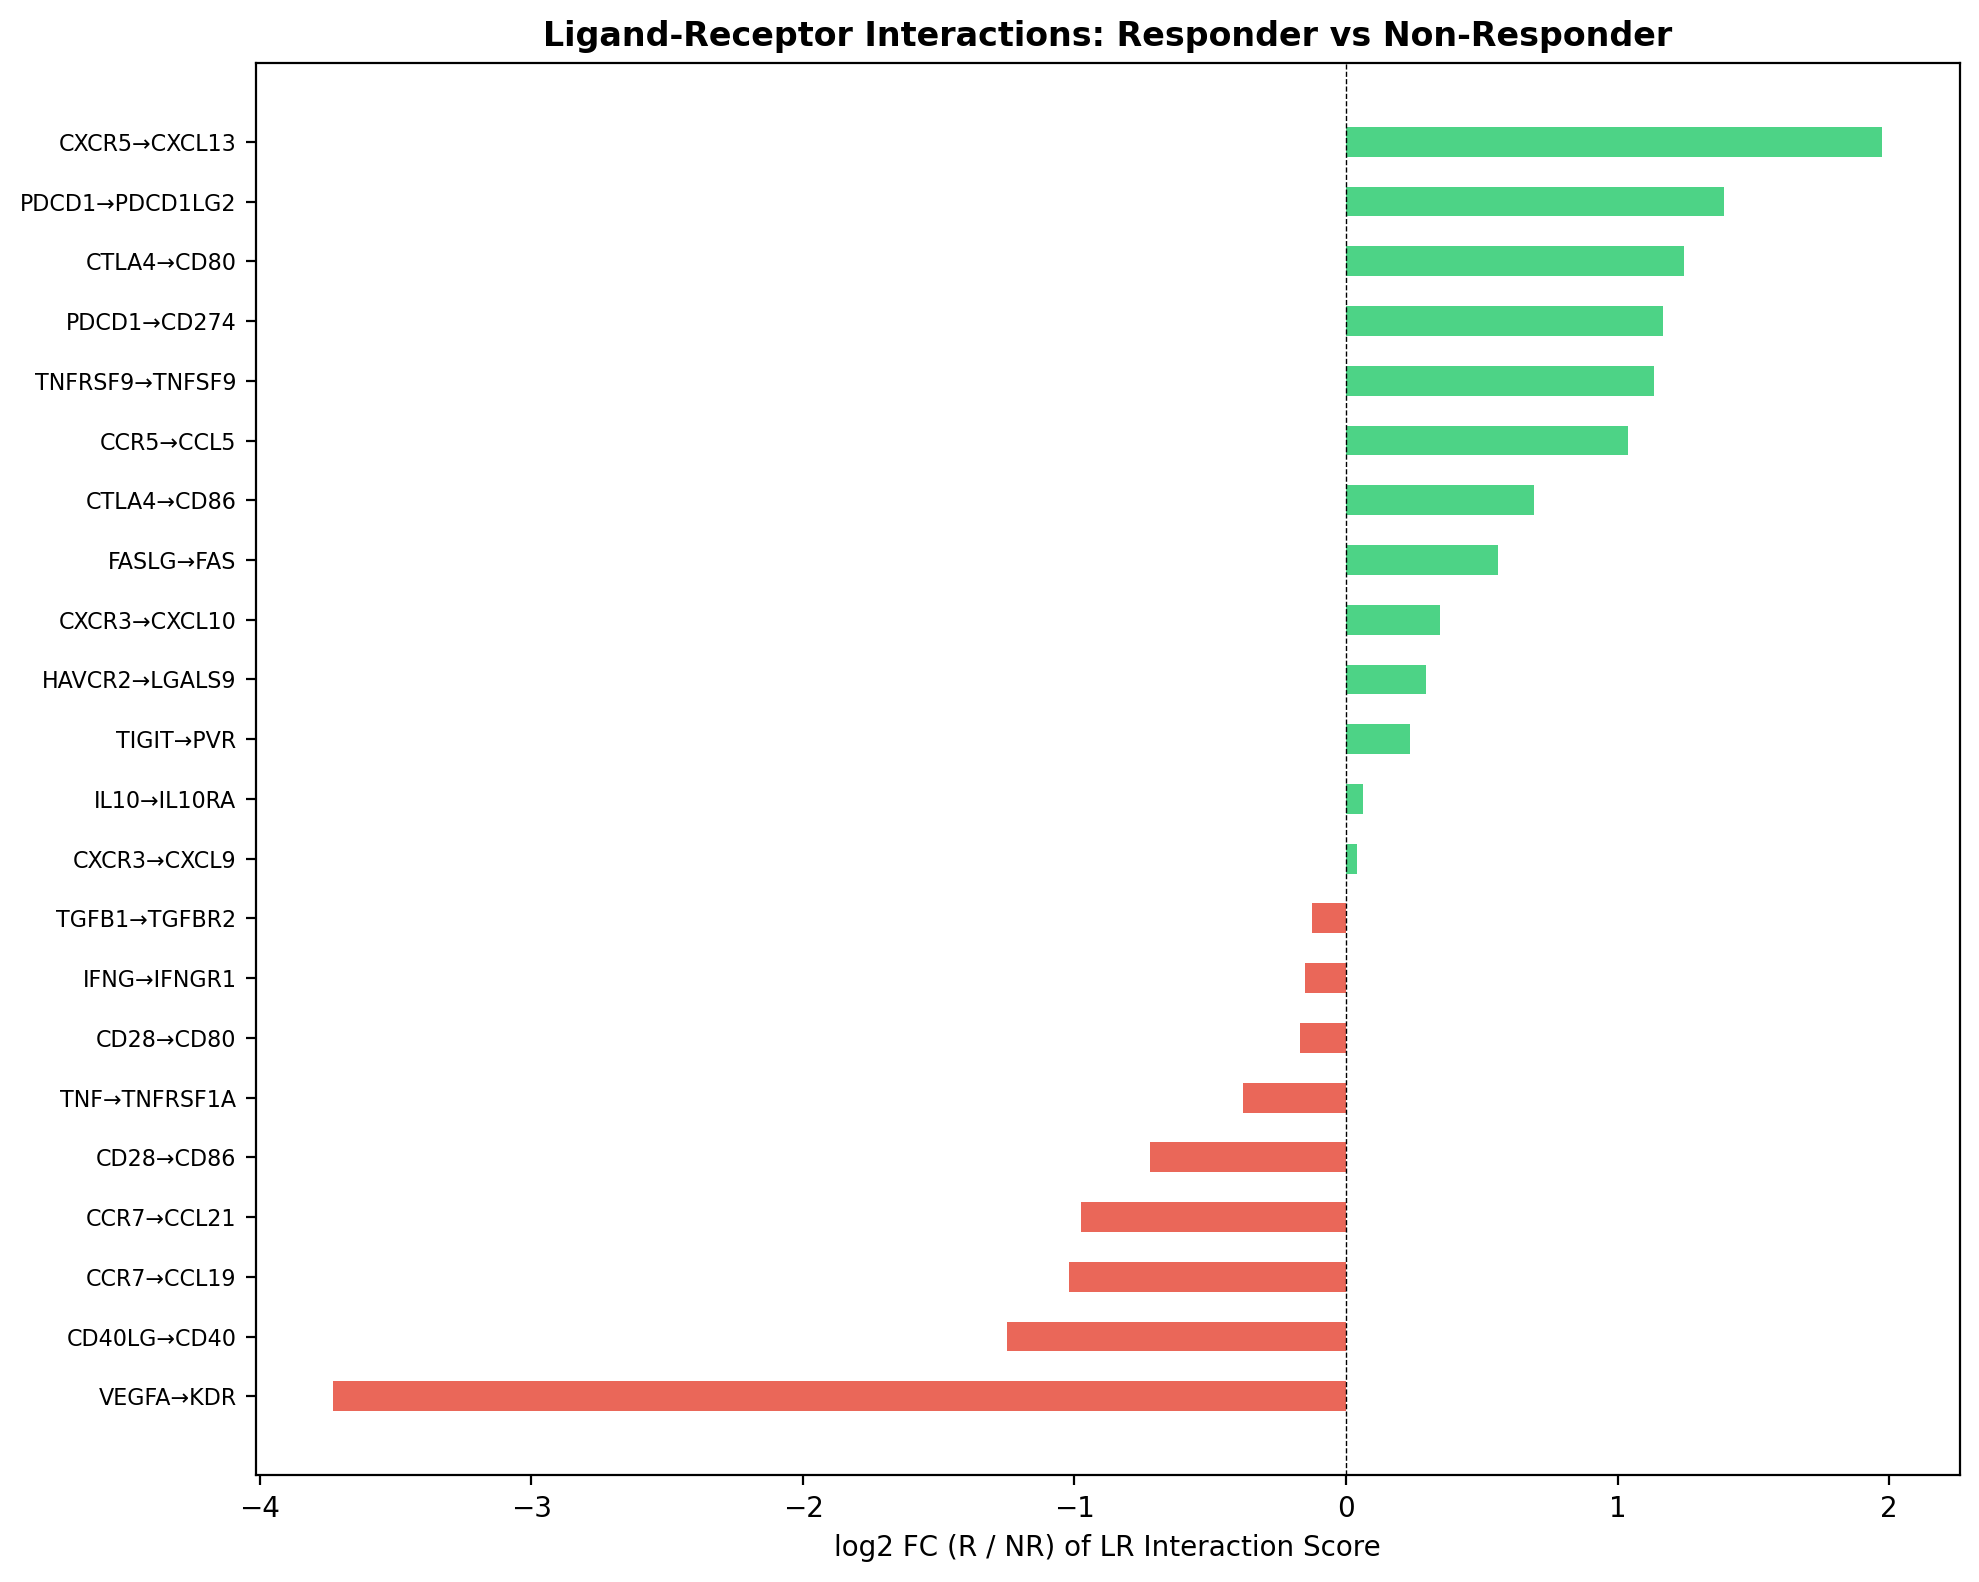 Ligand-Receptor Interactions: Responder vs Non-Responder
CXCR5→CXCL13
PDCD1→PDCD1LG2
CTLA4→CD80
PDCD1→CD274
TNFRSF9→TNFSF9
CCR5→CCL5
CTLA4→CD86
FASLG→FAS
CXCR3→CXCL10
HAVCR2→LGALS9
TIGIT→PVR
IL10→IL10RA
CXCR3→CXCL9
TGFB1→TGFBR2
IFNG→IFNGR1
CD28→CD80
TNF→TNFRSF1A
CD28→CD86
CCR7→CCL21
CCR7→CCL19
CD40LG→CD40
VEGFA→KDR
−4 −3 −2 −1 0 1 2
log2 FC (R / NR) of LR Interaction Score